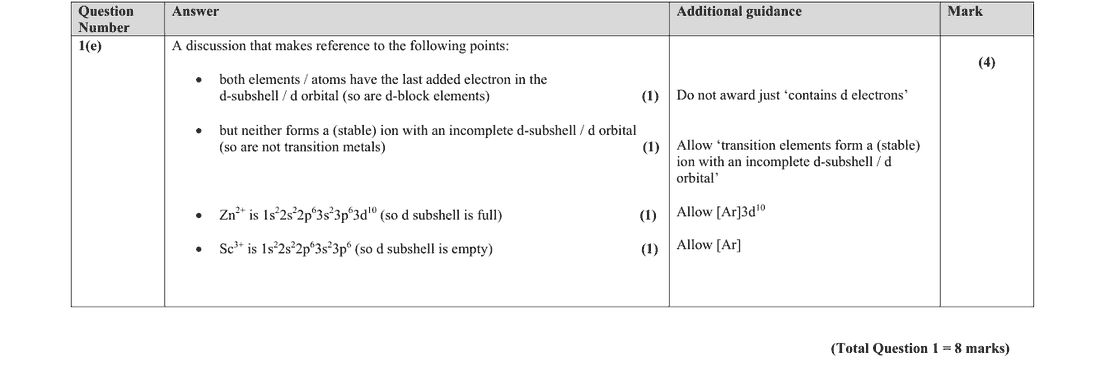 Question Number
Answer
Additional guidance
Mark
1(e)
A discussion that makes reference to the following points:
(4)
• both elements / atoms have the last added electron in the
d-subshell / d orbital (so are d-block elements) (1)
Do not award just ‘contains d electrons’
• but neither forms a (stable) ion with an incomplete d-subshell / d orbital
(so are not transition metals) (1)
Allow ‘transition elements form a (stable)
ion with an incomplete d-subshell / d
orbital’
• Zn²⁺ is 1s²2s²2p⁶3s²3p⁶3d¹⁰ (so d subshell is full) (1)
Allow [Ar]3d¹⁰
• Sc³⁺ is 1s²2s²2p⁶3s²3p⁶ (so d subshell is empty) (1)
Allow [Ar]
(Total Question 1 = 8 marks)